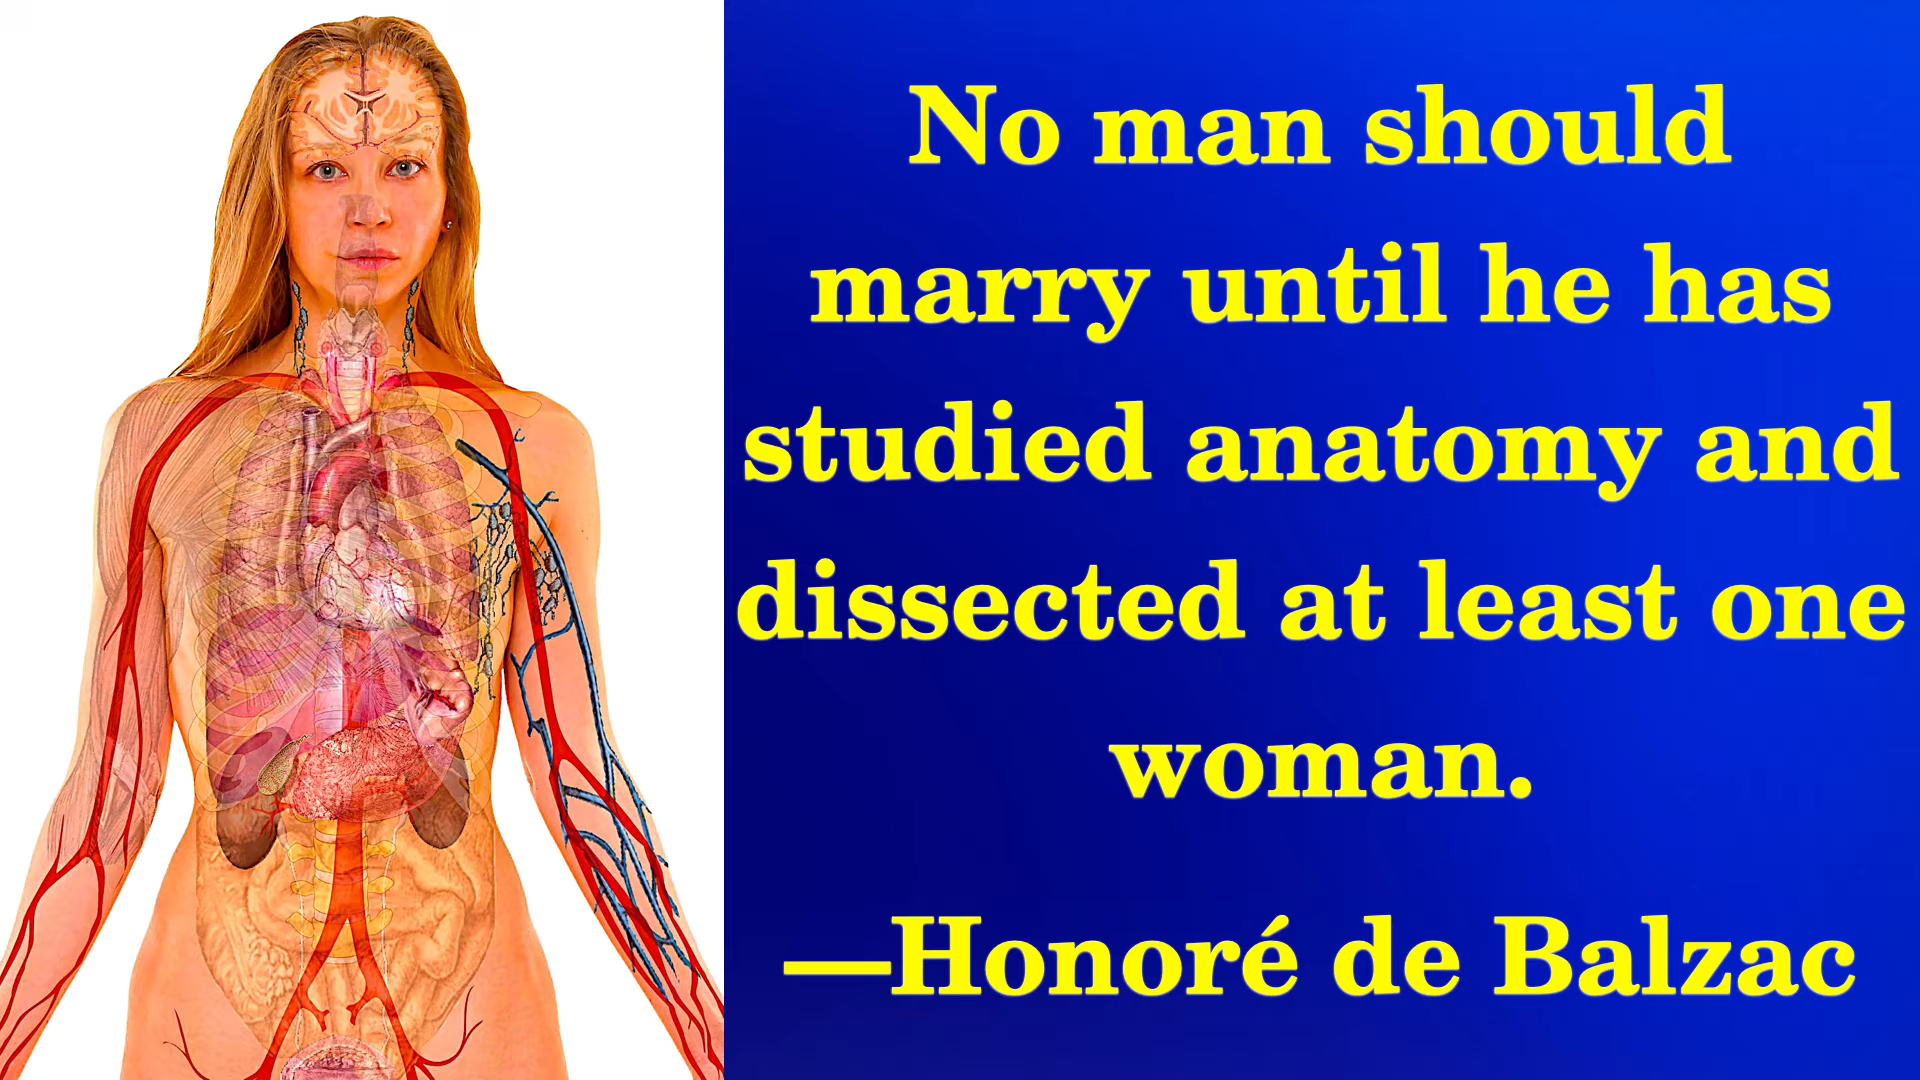 No man should
marry until he has
studied anatomy and
dissected at least one
woman.
—Honoré de Balzac